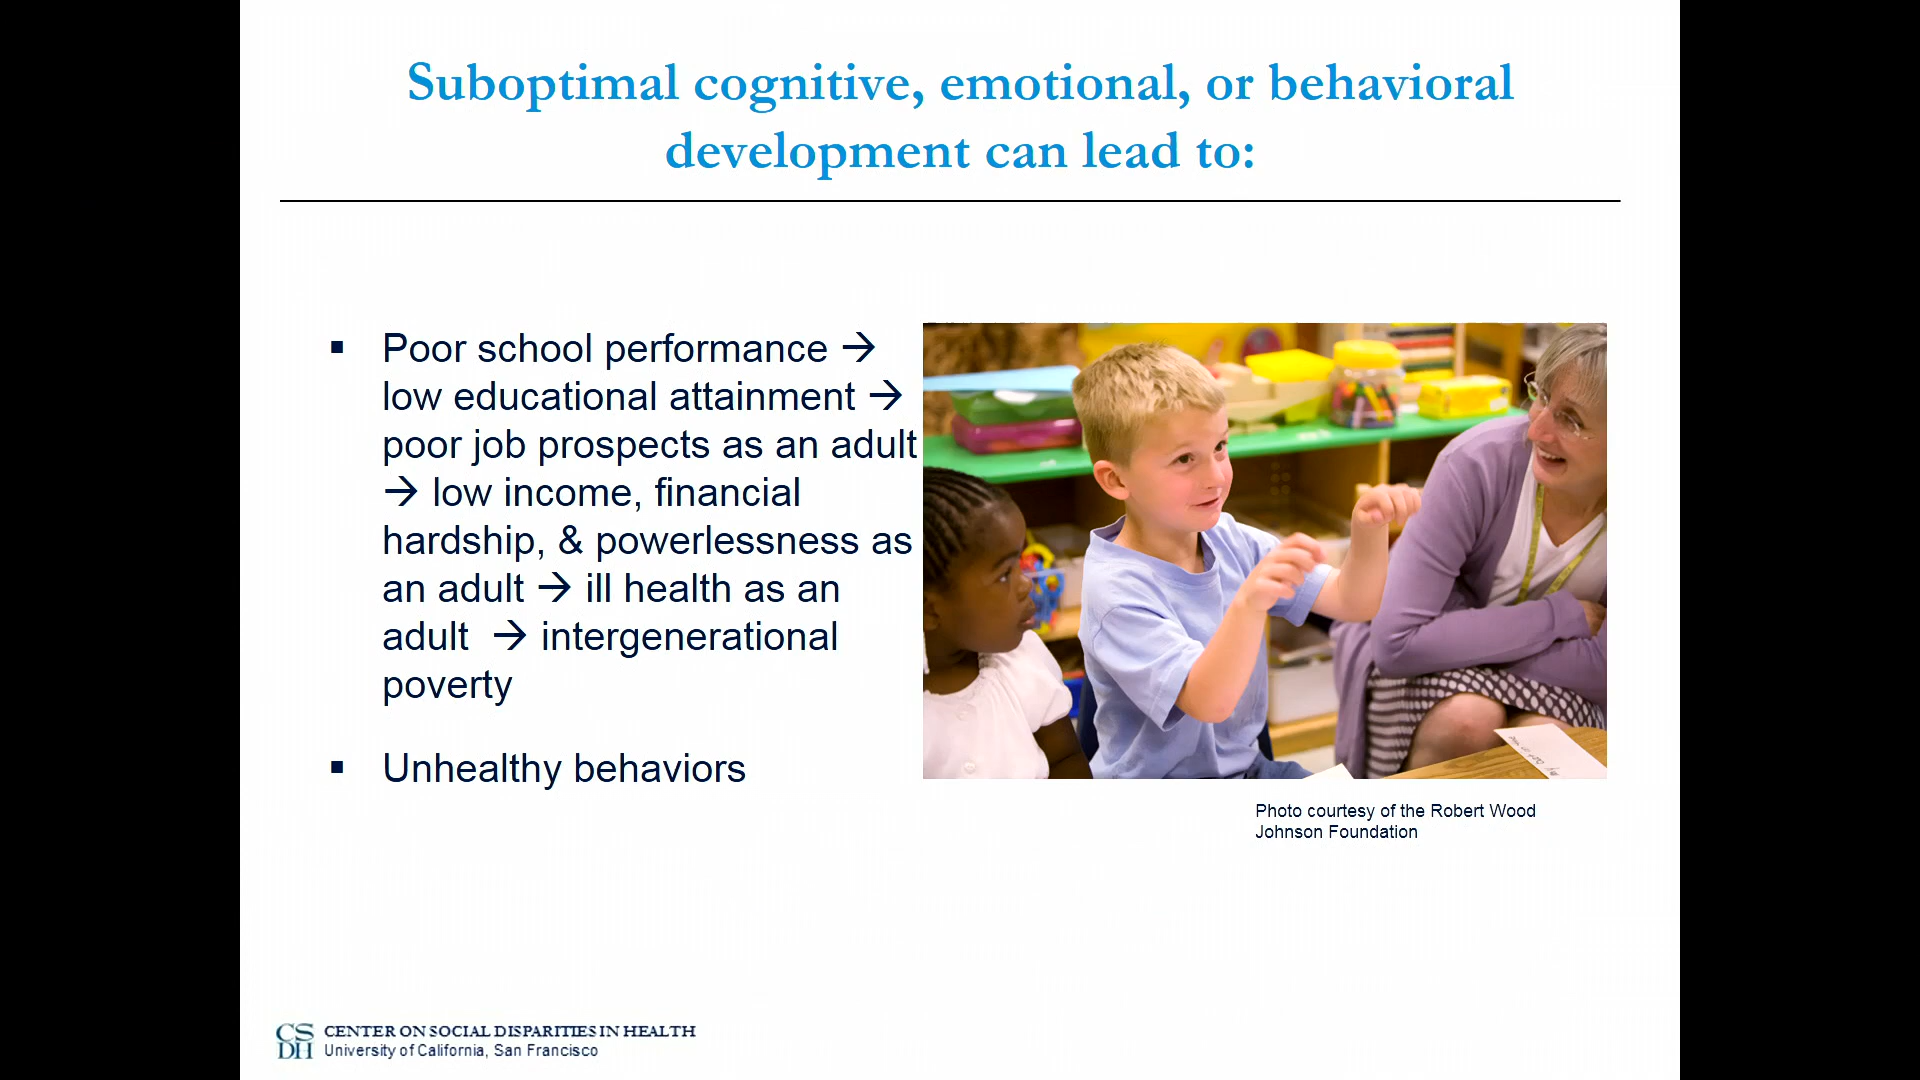 Suboptimal cognitive, emotional, or behavioral
development can lead to:
▪ Poor school performance →
low educational attainment →
poor job prospects as an adult
→ low income, financial
hardship, & powerlessness as
an adult → ill health as an
adult → intergenerational
poverty
▪ Unhealthy behaviors
Photo courtesy of the Robert Wood
Johnson Foundation
CS
DH
CENTER ON SOCIAL DISPARITIES IN HEALTH
University of California, San Francisco